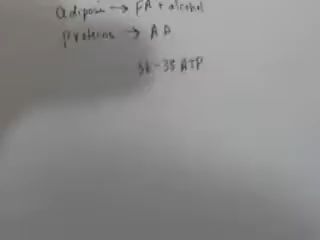 adipose → FA + alcohol
proteins → AA
36-38 ATP